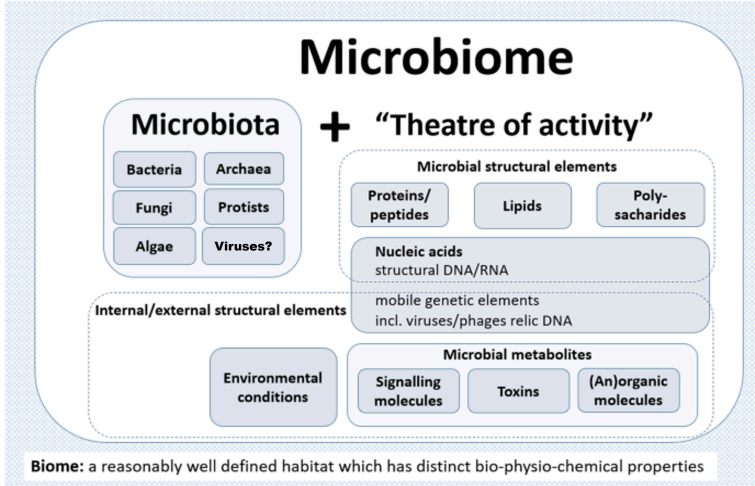 Microbiome
Microbiota + “Theatre of activity”
Bacteria
Archaea
Fungi
Protists
Algae
Viruses?
Microbial structural elements
Proteins/
peptides
Lipids
Poly-
sacharides
Nucleic acids
structural DNA/RNA
mobile genetic elements
incl. viruses/phages relic DNA
Internal/external structural elements
Environmental
conditions
Microbial metabolites
Signalling
molecules
Toxins
(An)organic
molecules
Biome: a reasonably well defined habitat which has distinct bio-physio-chemical properties